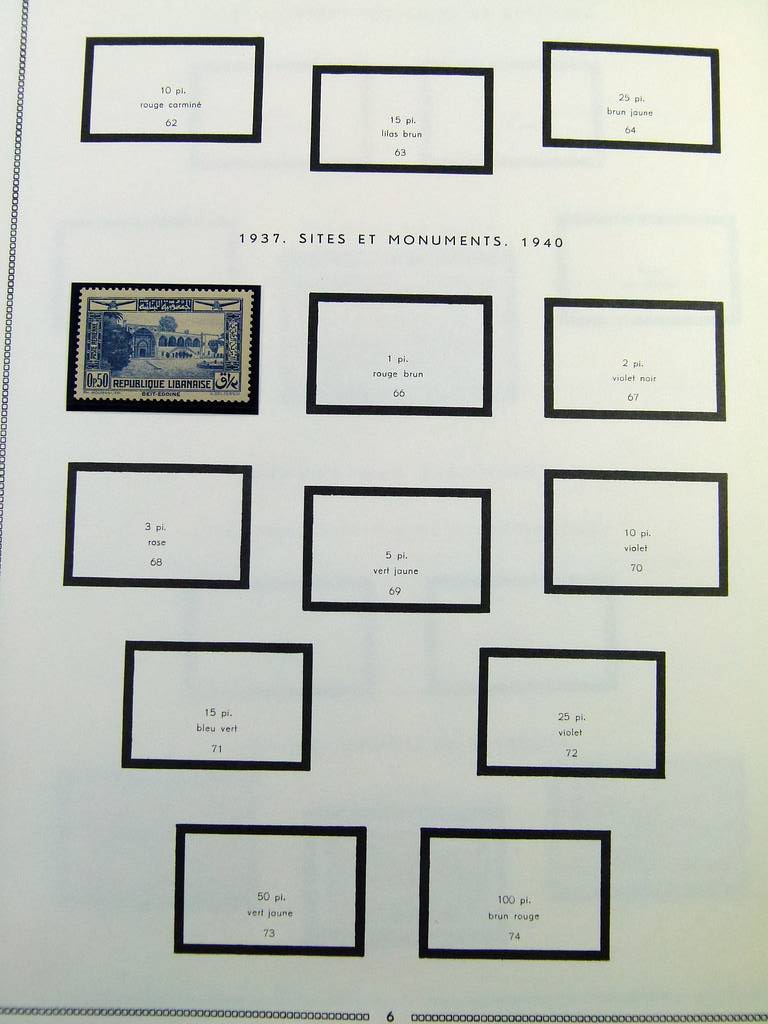 10 pi.
rouge carminé
62
15 pi.
lilas brun
63
25 pi.
brun jaune
64
1937. SITES ET MONUMENTS. 1940
0p50
REPUBLIQUE LIBANAISE
BEIT-EDDINE
1 pi.
rouge brun
66
2 pi.
violet noir
67
3 pi.
rose
68
5 pi.
vert jaune
69
10 pi.
violet
70
15 pi.
bleu vert
71
25 pi.
violet
72
50 pi.
vert jaune
73
100 pi.
brun rouge
74
6